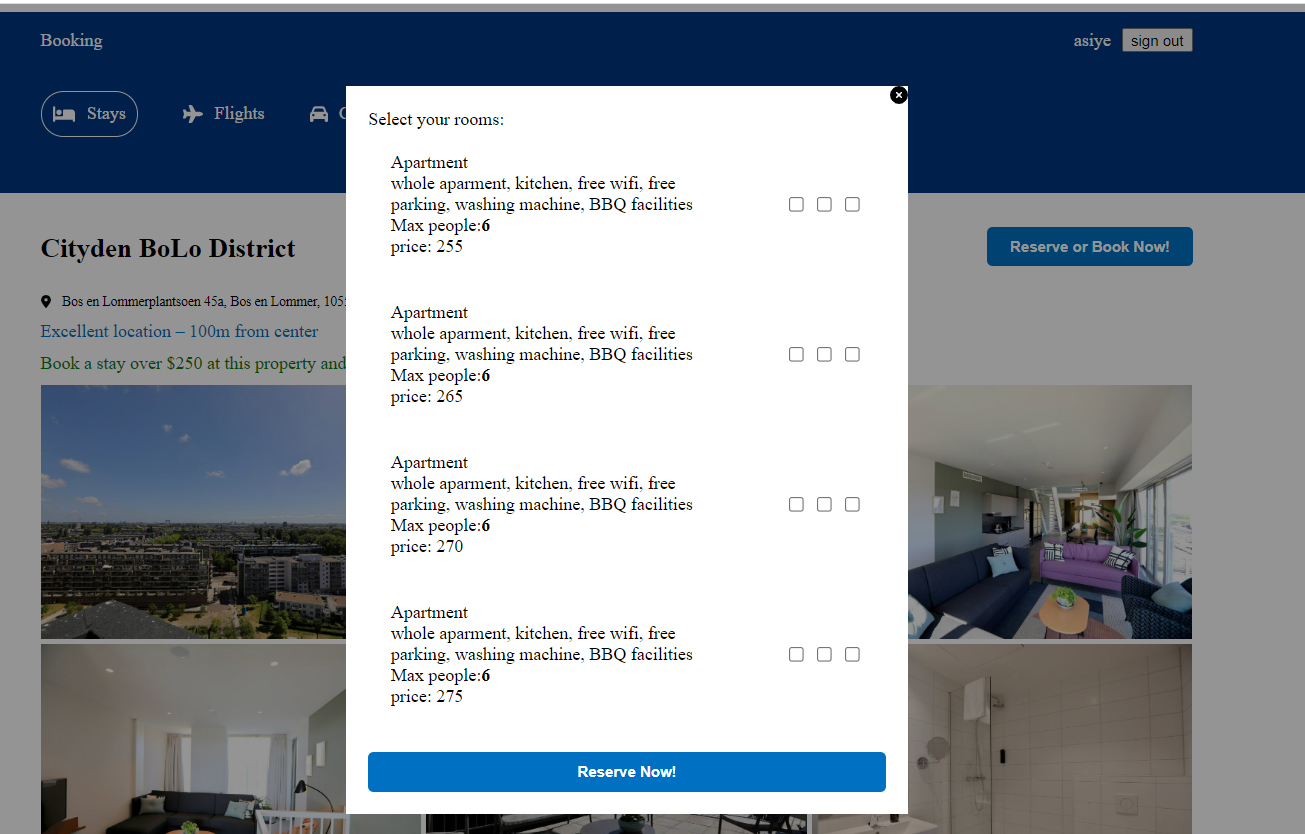 Booking
asiye sign out
Stays Flights
Select your rooms:
Apartment
whole aparment, kitchen, free wifi, free
parking, washing machine, BBQ facilities
Max people:6
price: 255
Apartment
whole aparment, kitchen, free wifi, free
parking, washing machine, BBQ facilities
Max people:6
price: 265
Apartment
whole aparment, kitchen, free wifi, free
parking, washing machine, BBQ facilities
Max people:6
price: 270
Apartment
whole aparment, kitchen, free wifi, free
parking, washing machine, BBQ facilities
Max people:6
price: 275
Reserve Now!
Cityden BoLo District
Reserve or Book Now!
Bos en Lommerplantsoen 45a, Bos en Lommer,
Excellent location – 100m from center
Book a stay over $250 at this property and